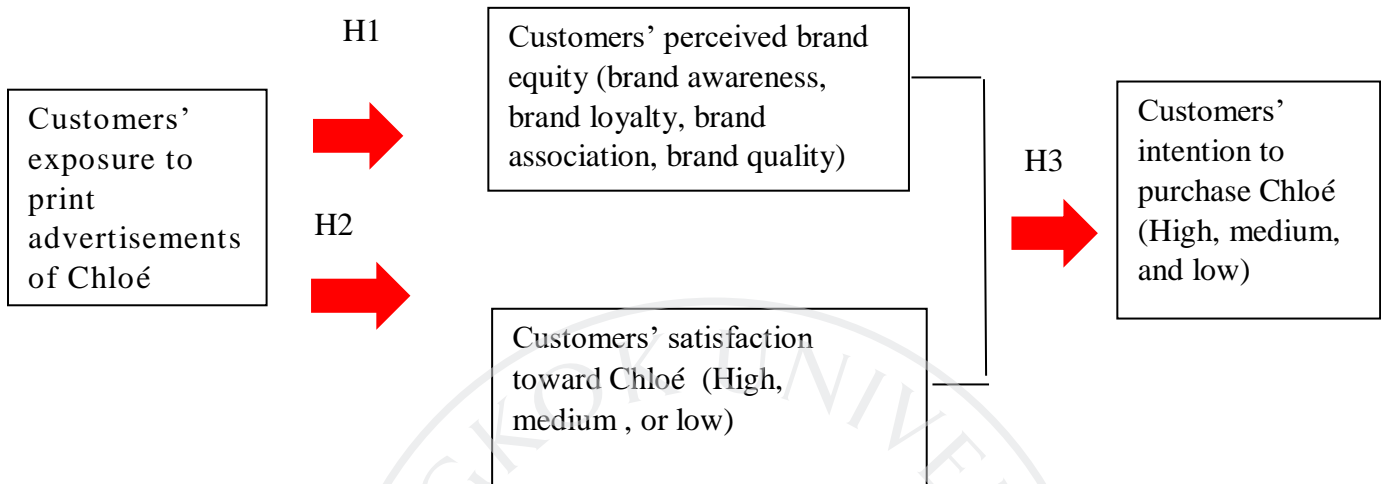 H1
Customers’ perceived brand
equity (brand awareness,
brand loyalty, brand
association, brand quality)
Customers’
exposure to
print
advertisements
of Chloé
H2
H3
Customers’
intention to
purchase Chloé
(High, medium,
and low)
Customers’ satisfaction
toward Chloé (High,
medium , or low)
GKOK UNIVE